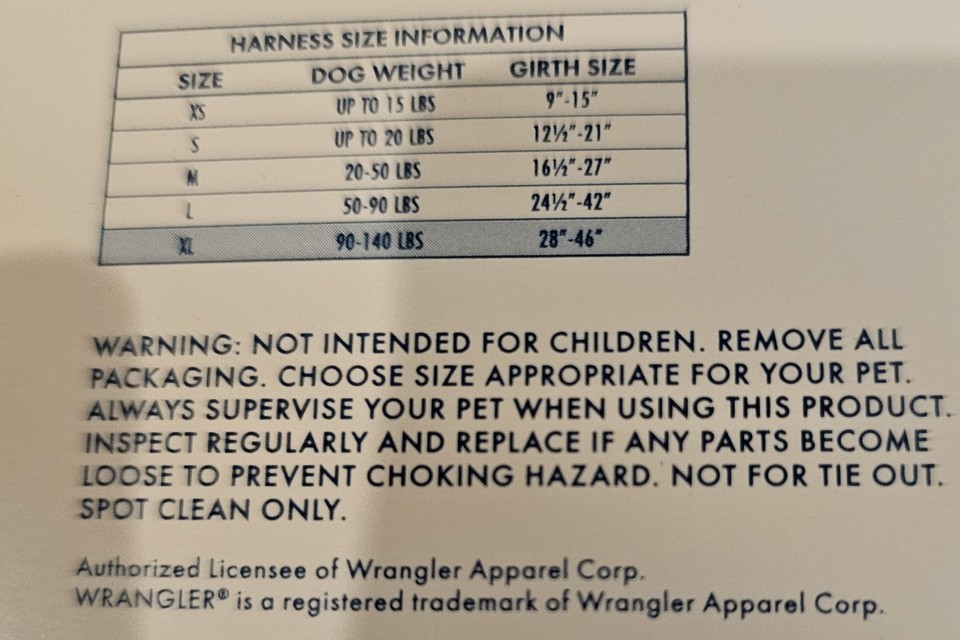 HARNESS SIZE INFORMATION
SIZE DOG WEIGHT GIRTH SIZE
XS UP TO 15 LBS 9"-15"
S UP TO 20 LBS 12½"-21"
M 20-50 LBS 16½"-27"
L 50-90 LBS 24½"-42"
XL 90-140 LBS 28"-46"
WARNING: NOT INTENDED FOR CHILDREN. REMOVE ALL
PACKAGING. CHOOSE SIZE APPROPRIATE FOR YOUR PET.
ALWAYS SUPERVISE YOUR PET WHEN USING THIS PRODUCT.
INSPECT REGULARLY AND REPLACE IF ANY PARTS BECOME
LOOSE TO PREVENT CHOKING HAZARD. NOT FOR TIE OUT.
SPOT CLEAN ONLY.
Authorized Licensee of Wrangler Apparel Corp.
WRANGLER® is a registered trademark of Wrangler Apparel Corp.